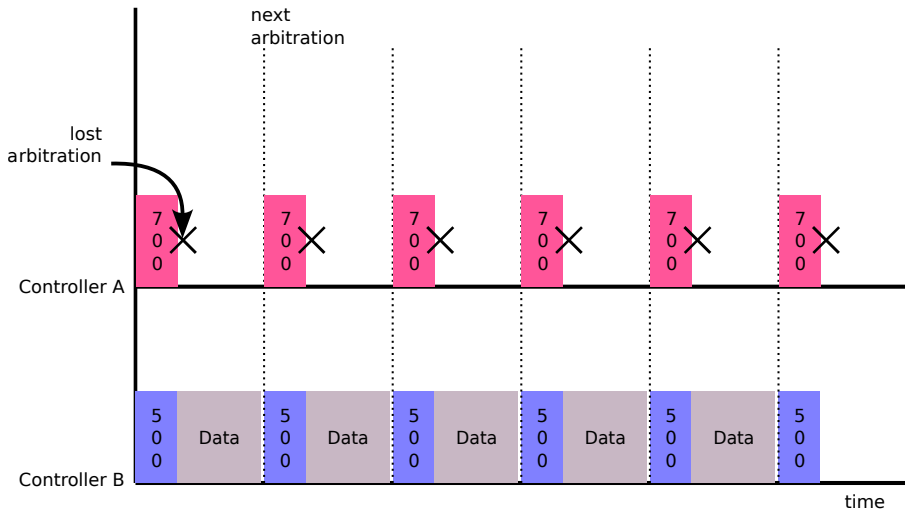 next
arbitration
lost
arbitration
7 7 7 7 7 7
0 0 0 0 0 0
0 0 0 0 0 0
Controller A
5 5 5 5 5 5
0 Data 0 Data 0 Data 0 Data 0 Data 0
0 0 0 0 0 0
Controller B
time